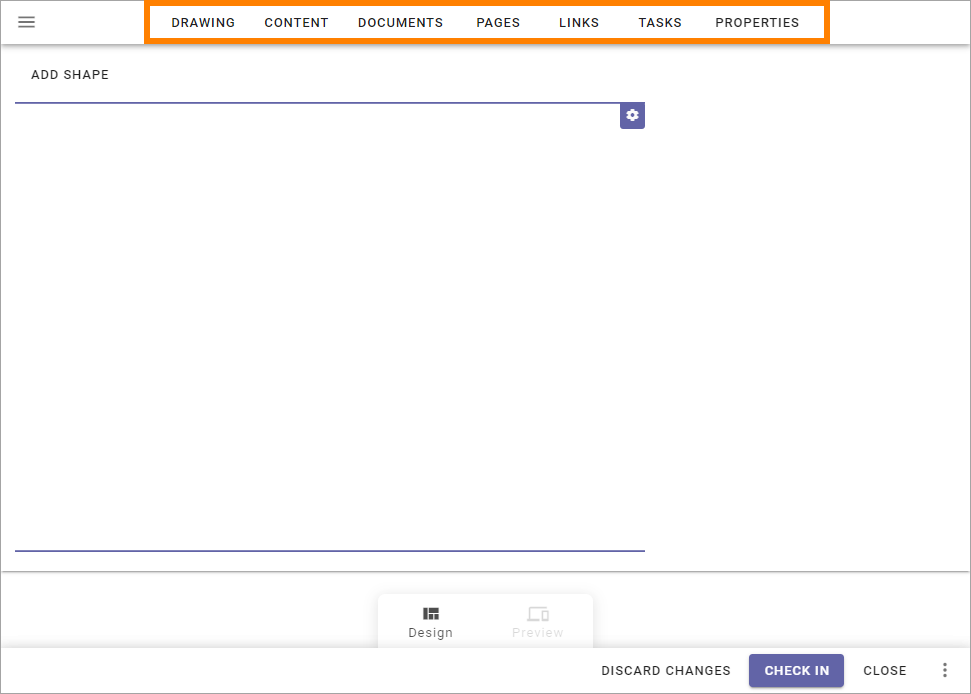 DRAWING CONTENT DOCUMENTS PAGES LINKS TASKS PROPERTIES
ADD SHAPE
Design Preview
DISCARD CHANGES CHECK IN CLOSE